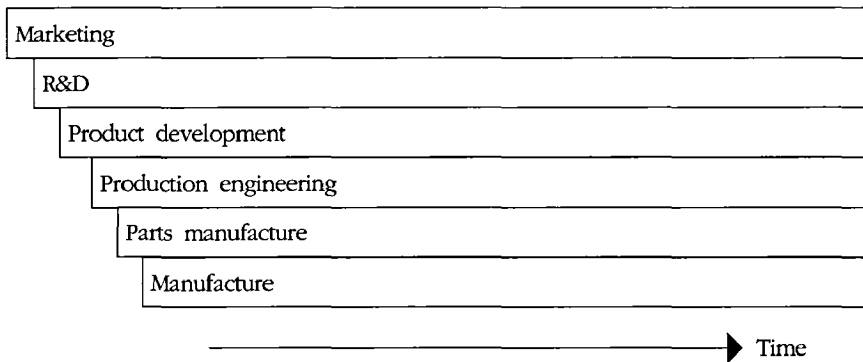 Marketing
R&D
Product development
Production engineering
Parts manufacture
Manufacture
Time